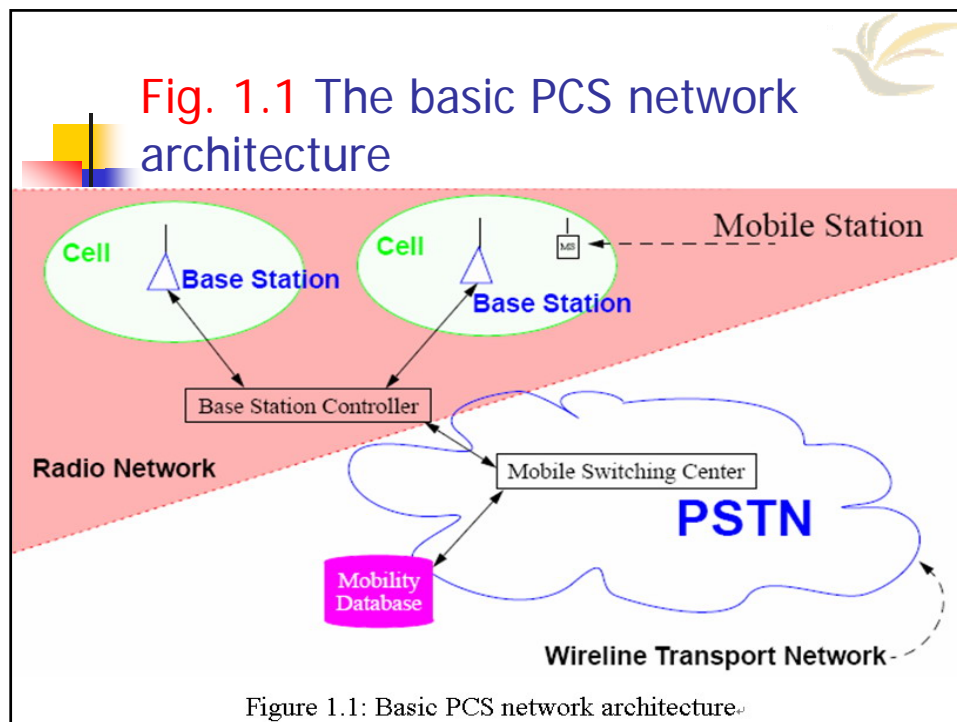 Fig. 1.1 The basic PCS network
architecture
Cell
Base Station
Cell
MS
Base Station
Mobile Station
Base Station Controller
Radio Network
Mobile Switching Center
PSTN
Mobility
Database
Wireline Transport Network
Figure 1.1: Basic PCS network architecture